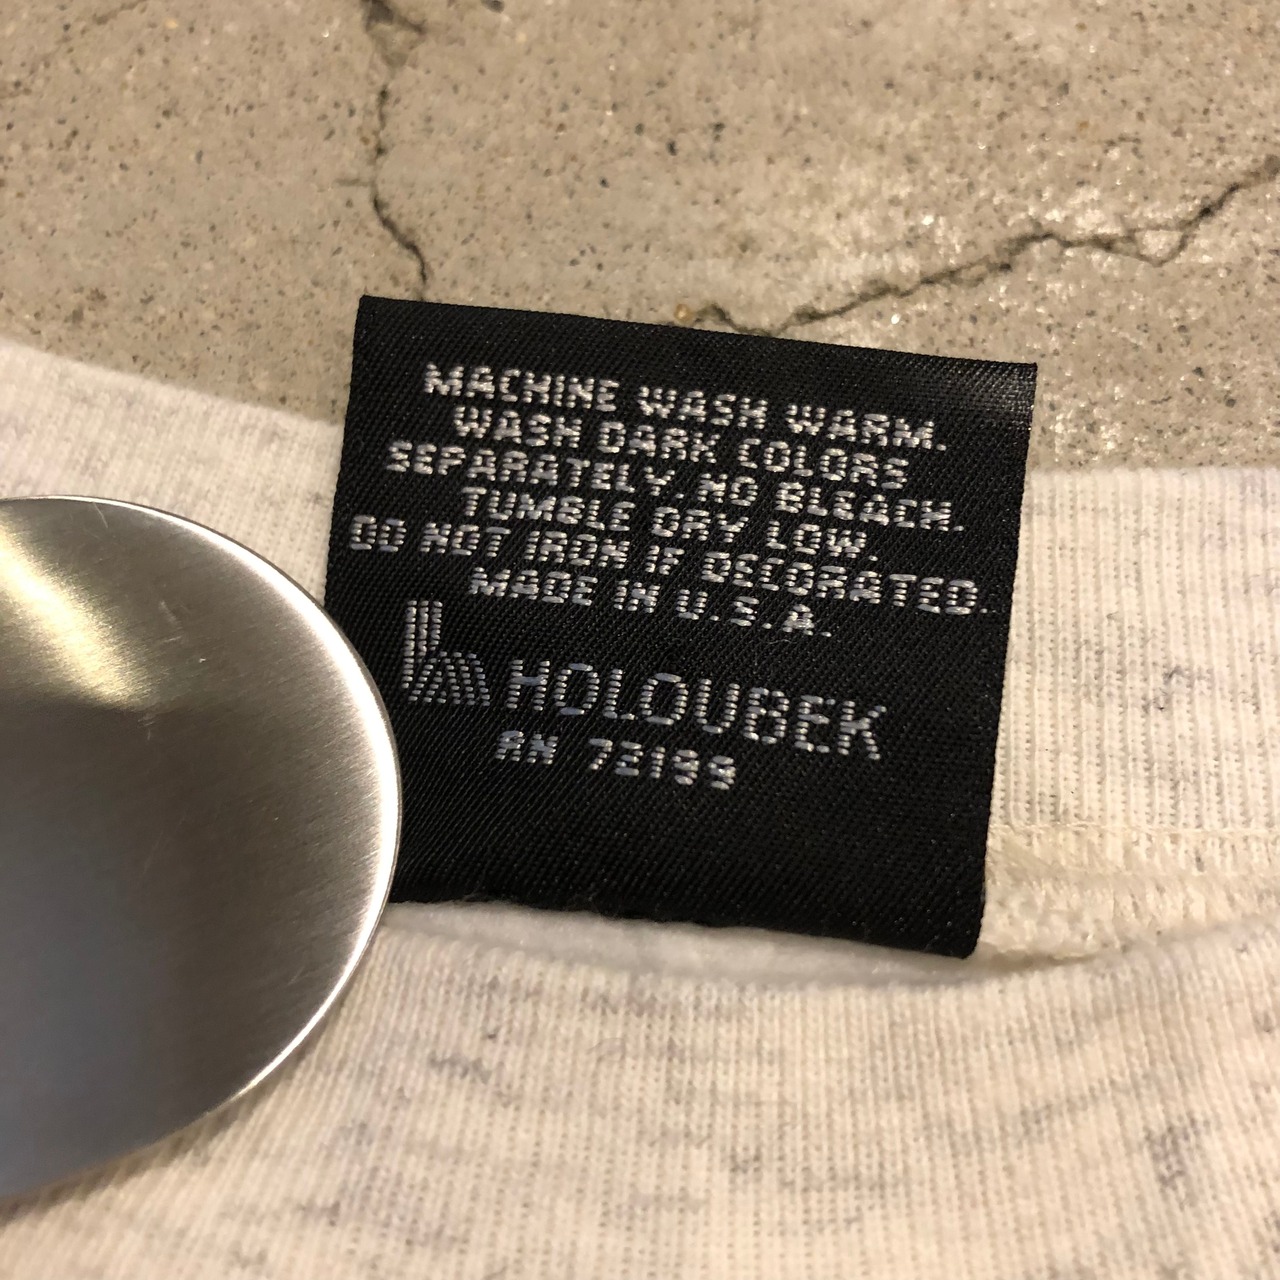 MACHINE WASH WARM.
WASH DARK COLORS
SEPARATELY. NO BLEACH.
TUMBLE DRY LOW.
DO NOT IRON IF DECORATED.
MADE IN U.S.A.
HOLOUBEK
RN 72199